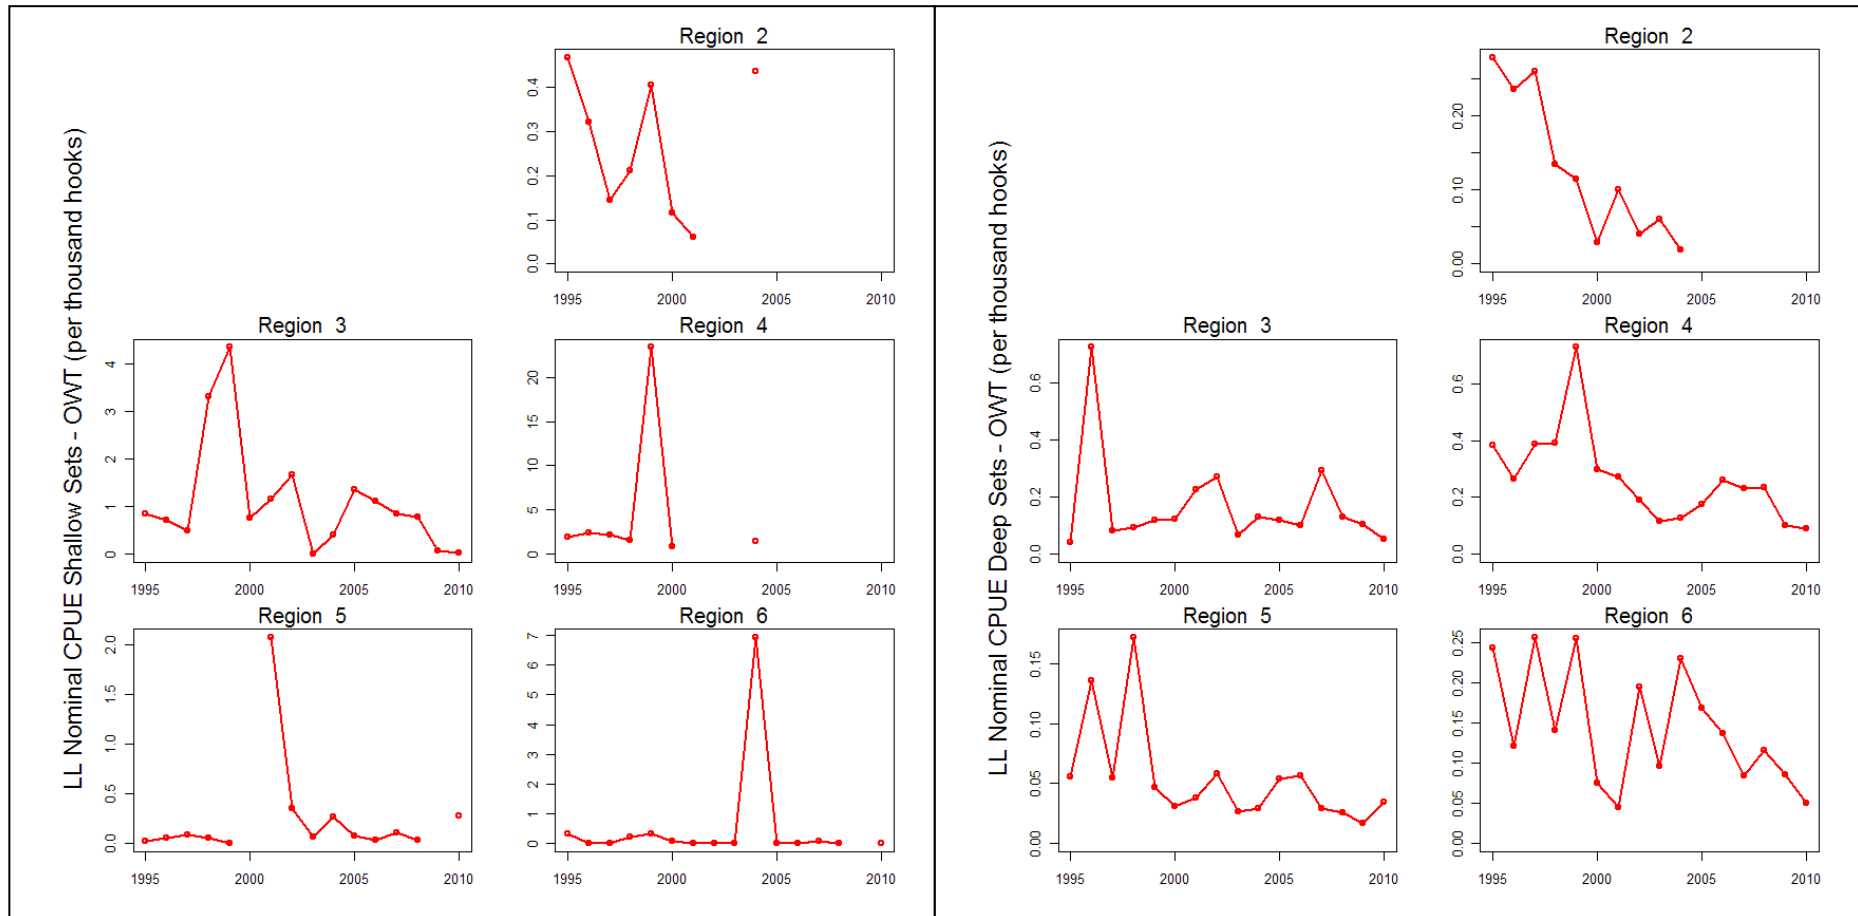 LL Nominal CPUE Shallow Sets - OWT (per thousand hooks)
Region 2
0.4
0.3
0.2
0.1
0.0
1995 2000 2005 2010
Region 3
4
3
2
1
0
1995 2000 2005 2010
Region 4
20
15
10
5
0
1995 2000 2005 2010
Region 5
2.0
1.5
1.0
0.5
0.0
1995 2000 2005 2010
Region 6
7
6
5
4
3
2
1
0
1995 2000 2005 2010
LL Nominal CPUE Deep Sets - OWT (per thousand hooks)
Region 2
0.20
0.10
0.00
1995 2000 2005 2010
Region 3
0.6
0.4
0.2
0.0
1995 2000 2005 2010
Region 4
0.6
0.4
0.2
0.0
1995 2000 2005 2010
Region 5
0.15
0.10
0.05
0.00
1995 2000 2005 2010
Region 6
0.25
0.20
0.15
0.10
0.05
0.00
1995 2000 2005 2010